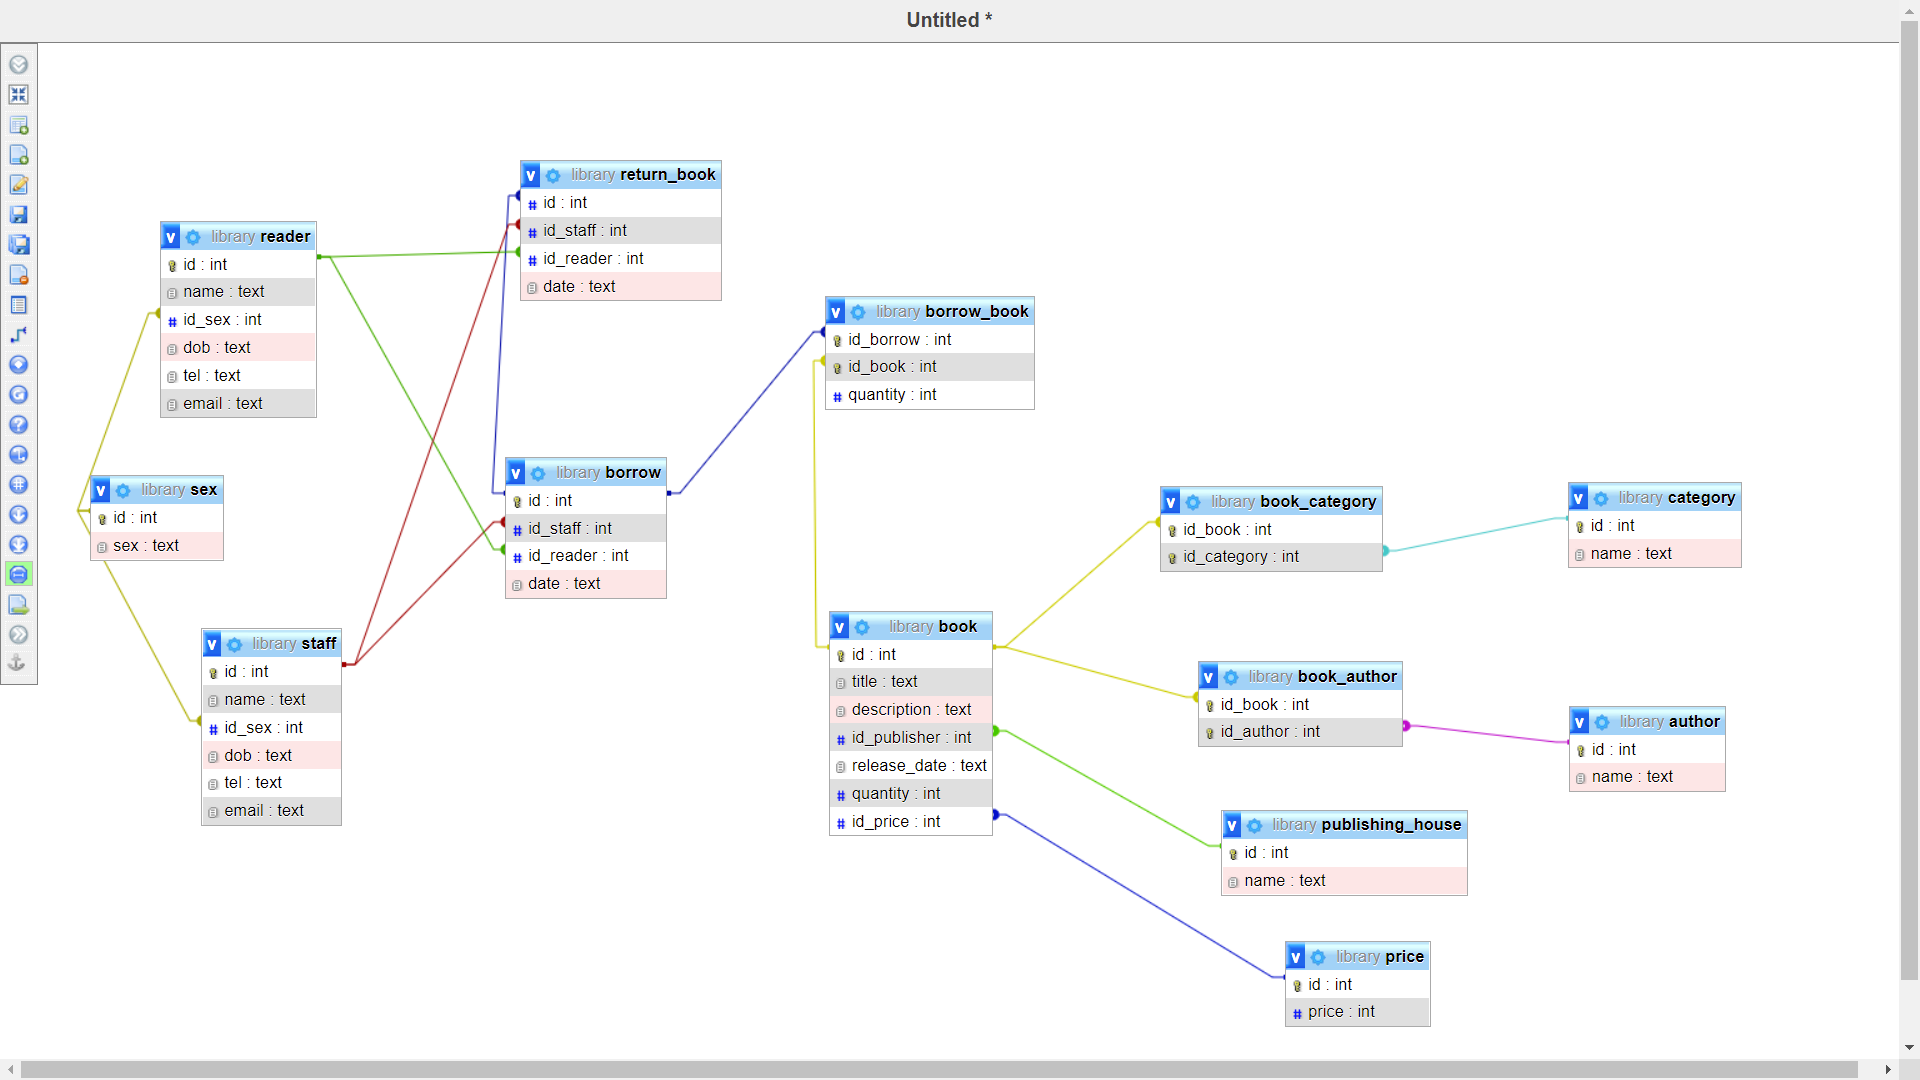 Untitled *
v library return_book
id : int
id_staff : int
id_reader : int
date : text
v library reader
id : int
name : text
id_sex : int
dob : text
tel : text
email : text
v library borrow_book
id_borrow : int
id_book : int
quantity : int
v library borrow
id : int
id_staff : int
id_reader : int
date : text
v library sex
id : int
sex : text
v library book_category
id_book : int
id_category : int
v library category
id : int
name : text
v library staff
id : int
name : text
id_sex : int
dob : text
tel : text
email : text
v library book
id : int
title : text
description : text
id_publisher : int
release_date : text
quantity : int
id_price : int
v library book_author
id_book : int
id_author : int
v library author
id : int
name : text
v library publishing_house
id : int
name : text
v library price
id : int
price : int